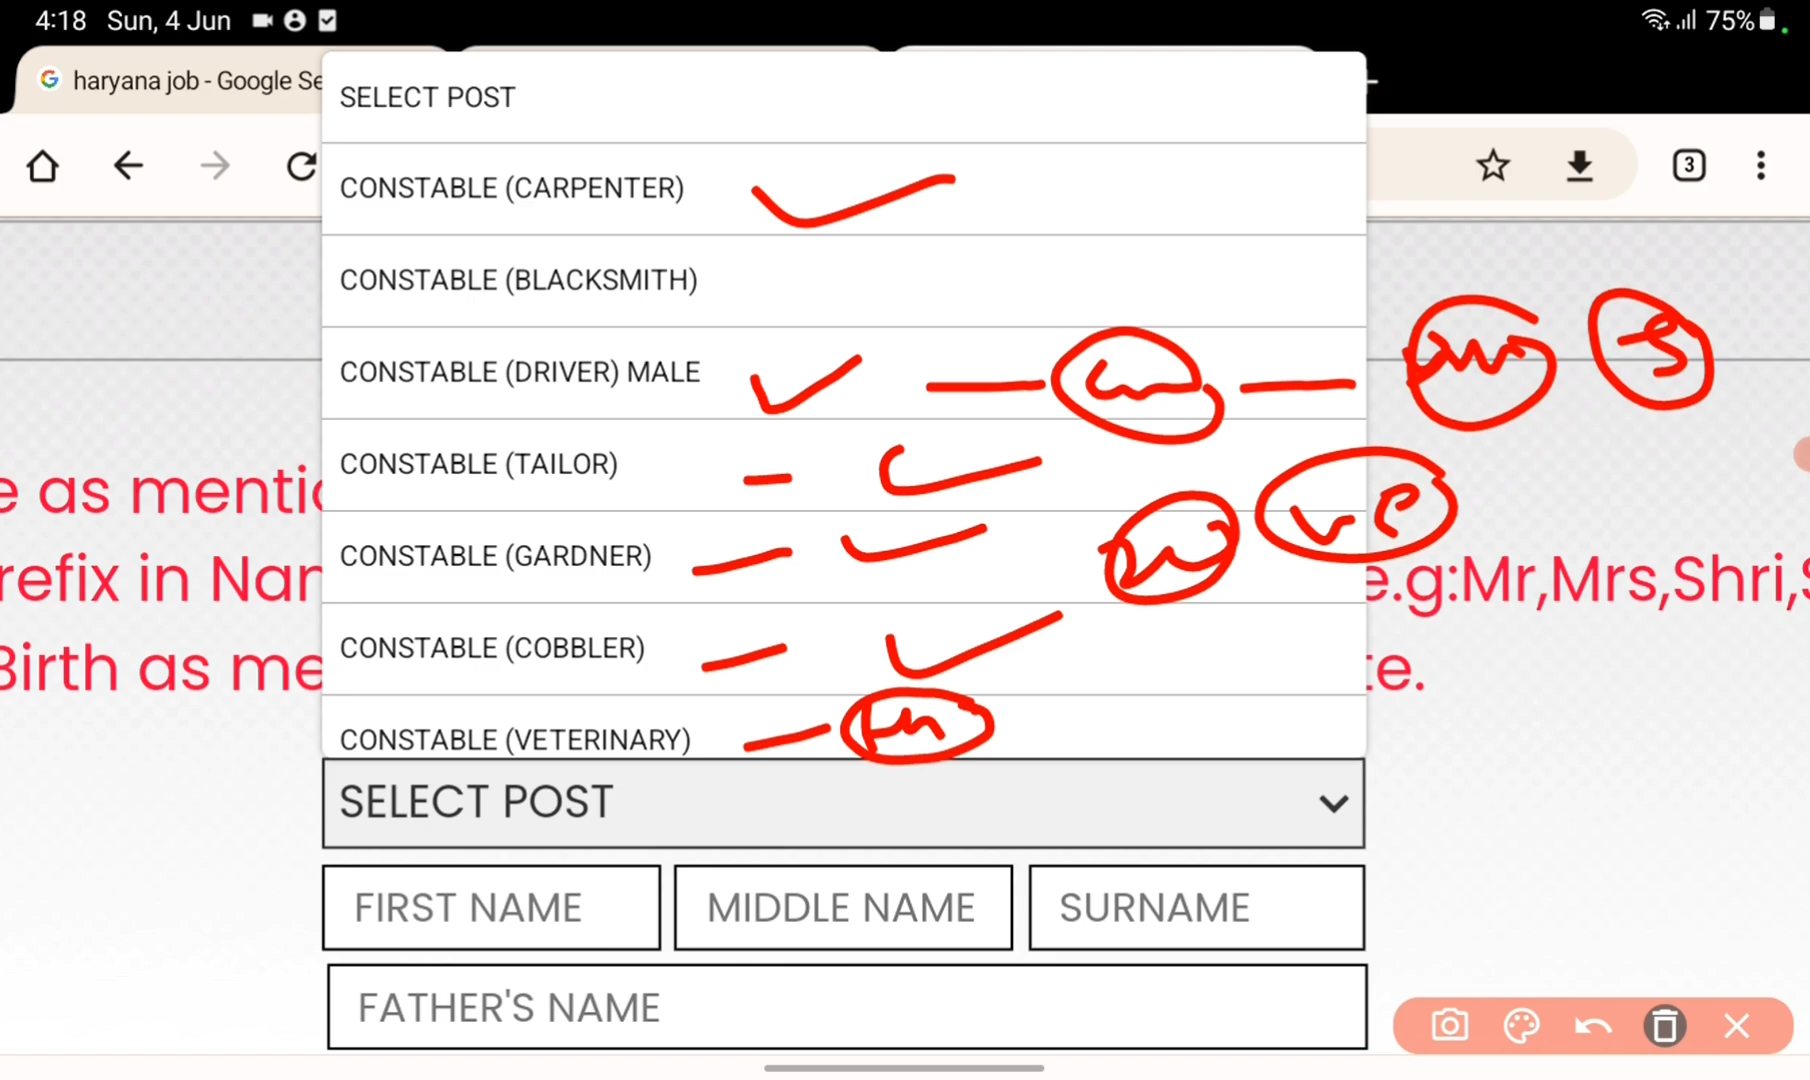 4:18 Sun, 4 Jun
75%
haryana job - Google Se
3
SELECT POST
CONSTABLE (CARPENTER)
CONSTABLE (BLACKSMITH)
CONSTABLE (DRIVER) MALE
CONSTABLE (TAILOR)
CONSTABLE (GARDNER)
CONSTABLE (COBBLER)
CONSTABLE (VETERINARY)
e as mentic
refix in Nar e.g:Mr,Mrs,Shri,S
Birth as me te.
SELECT POST
FIRST NAME MIDDLE NAME SURNAME
FATHER'S NAME